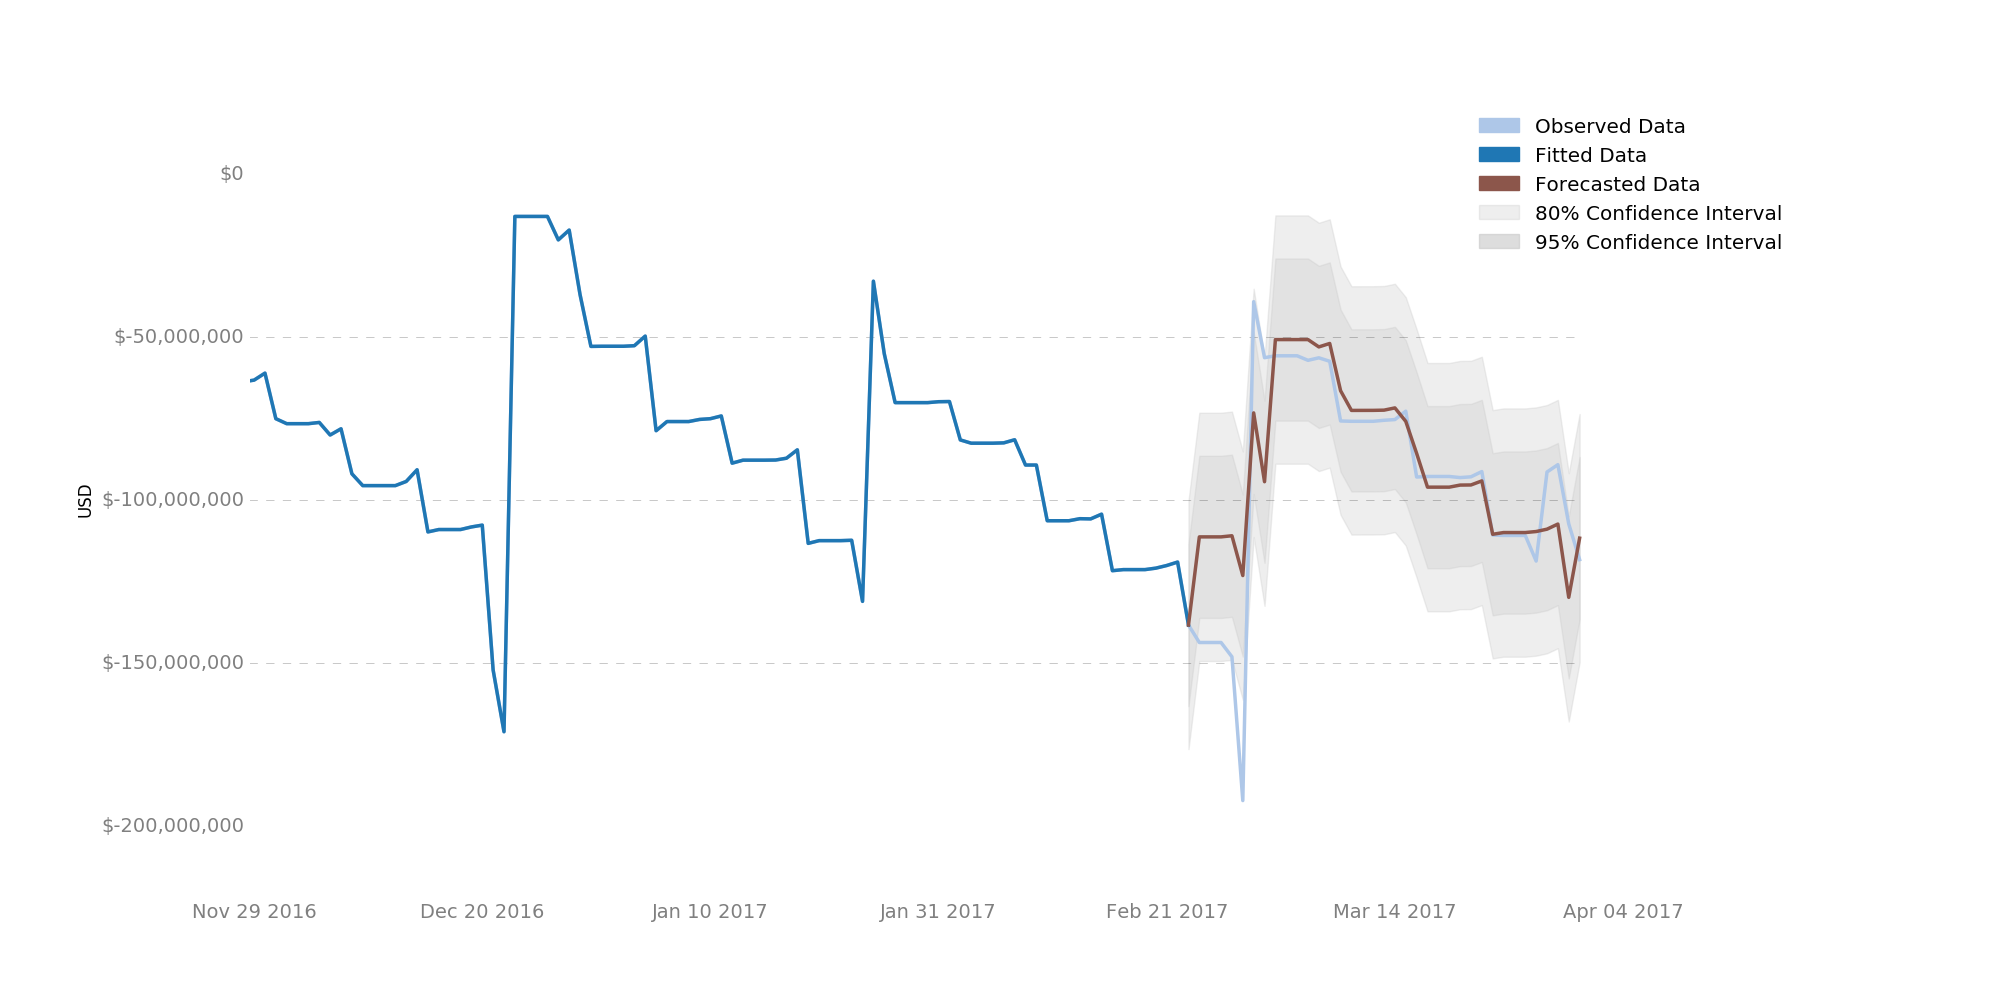 Observed Data
Fitted Data
Forecasted Data
80% Confidence Interval
95% Confidence Interval
$0
$-50,000,000
$-100,000,000
$-150,000,000
$-200,000,000
USD
Nov 29 2016
Dec 20 2016
Jan 10 2017
Jan 31 2017
Feb 21 2017
Mar 14 2017
Apr 04 2017